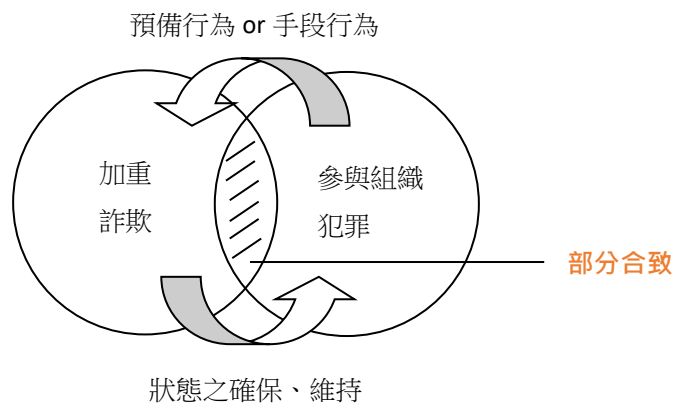 預備行為 or 手段行為
加重
詐欺
參與組織
犯罪
部分合致
狀態之確保、維持